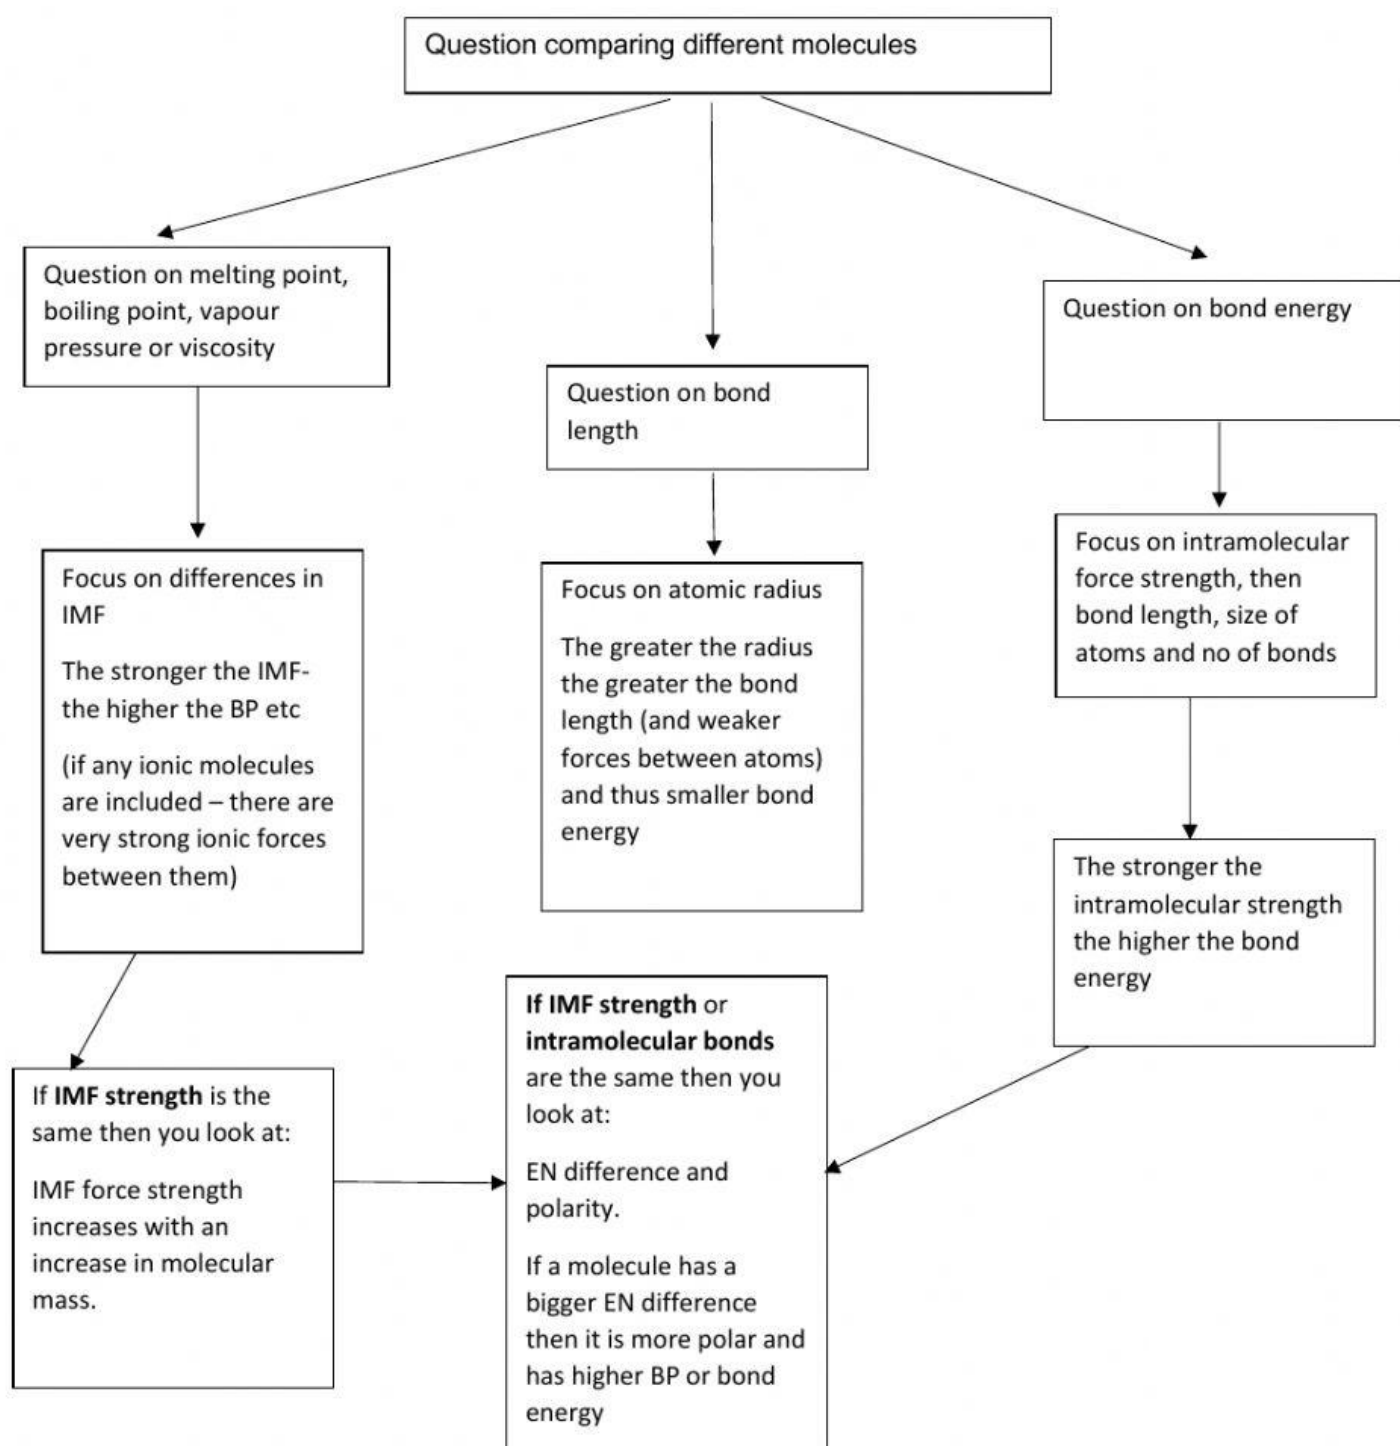 Question comparing different molecules
Question on melting point,
boiling point, vapour
pressure or viscosity
Question on bond
length
Question on bond energy
Focus on differences in
IMF
The stronger the IMF-
the higher the BP etc
(if any ionic molecules
are included – there are
very strong ionic forces
between them)
Focus on atomic radius
The greater the radius
the greater the bond
length (and weaker
forces between atoms)
and thus smaller bond
energy
Focus on intramolecular
force strength, then
bond length, size of
atoms and no of bonds
The stronger the
intramolecular strength
the higher the bond
energy
If IMF strength is the
same then you look at:
IMF force strength
increases with an
increase in molecular
mass.
If IMF strength or
intramolecular bonds
are the same then you
look at:
EN difference and
polarity.
If a molecule has a
bigger EN difference
then it is more polar and
has higher BP or bond
energy